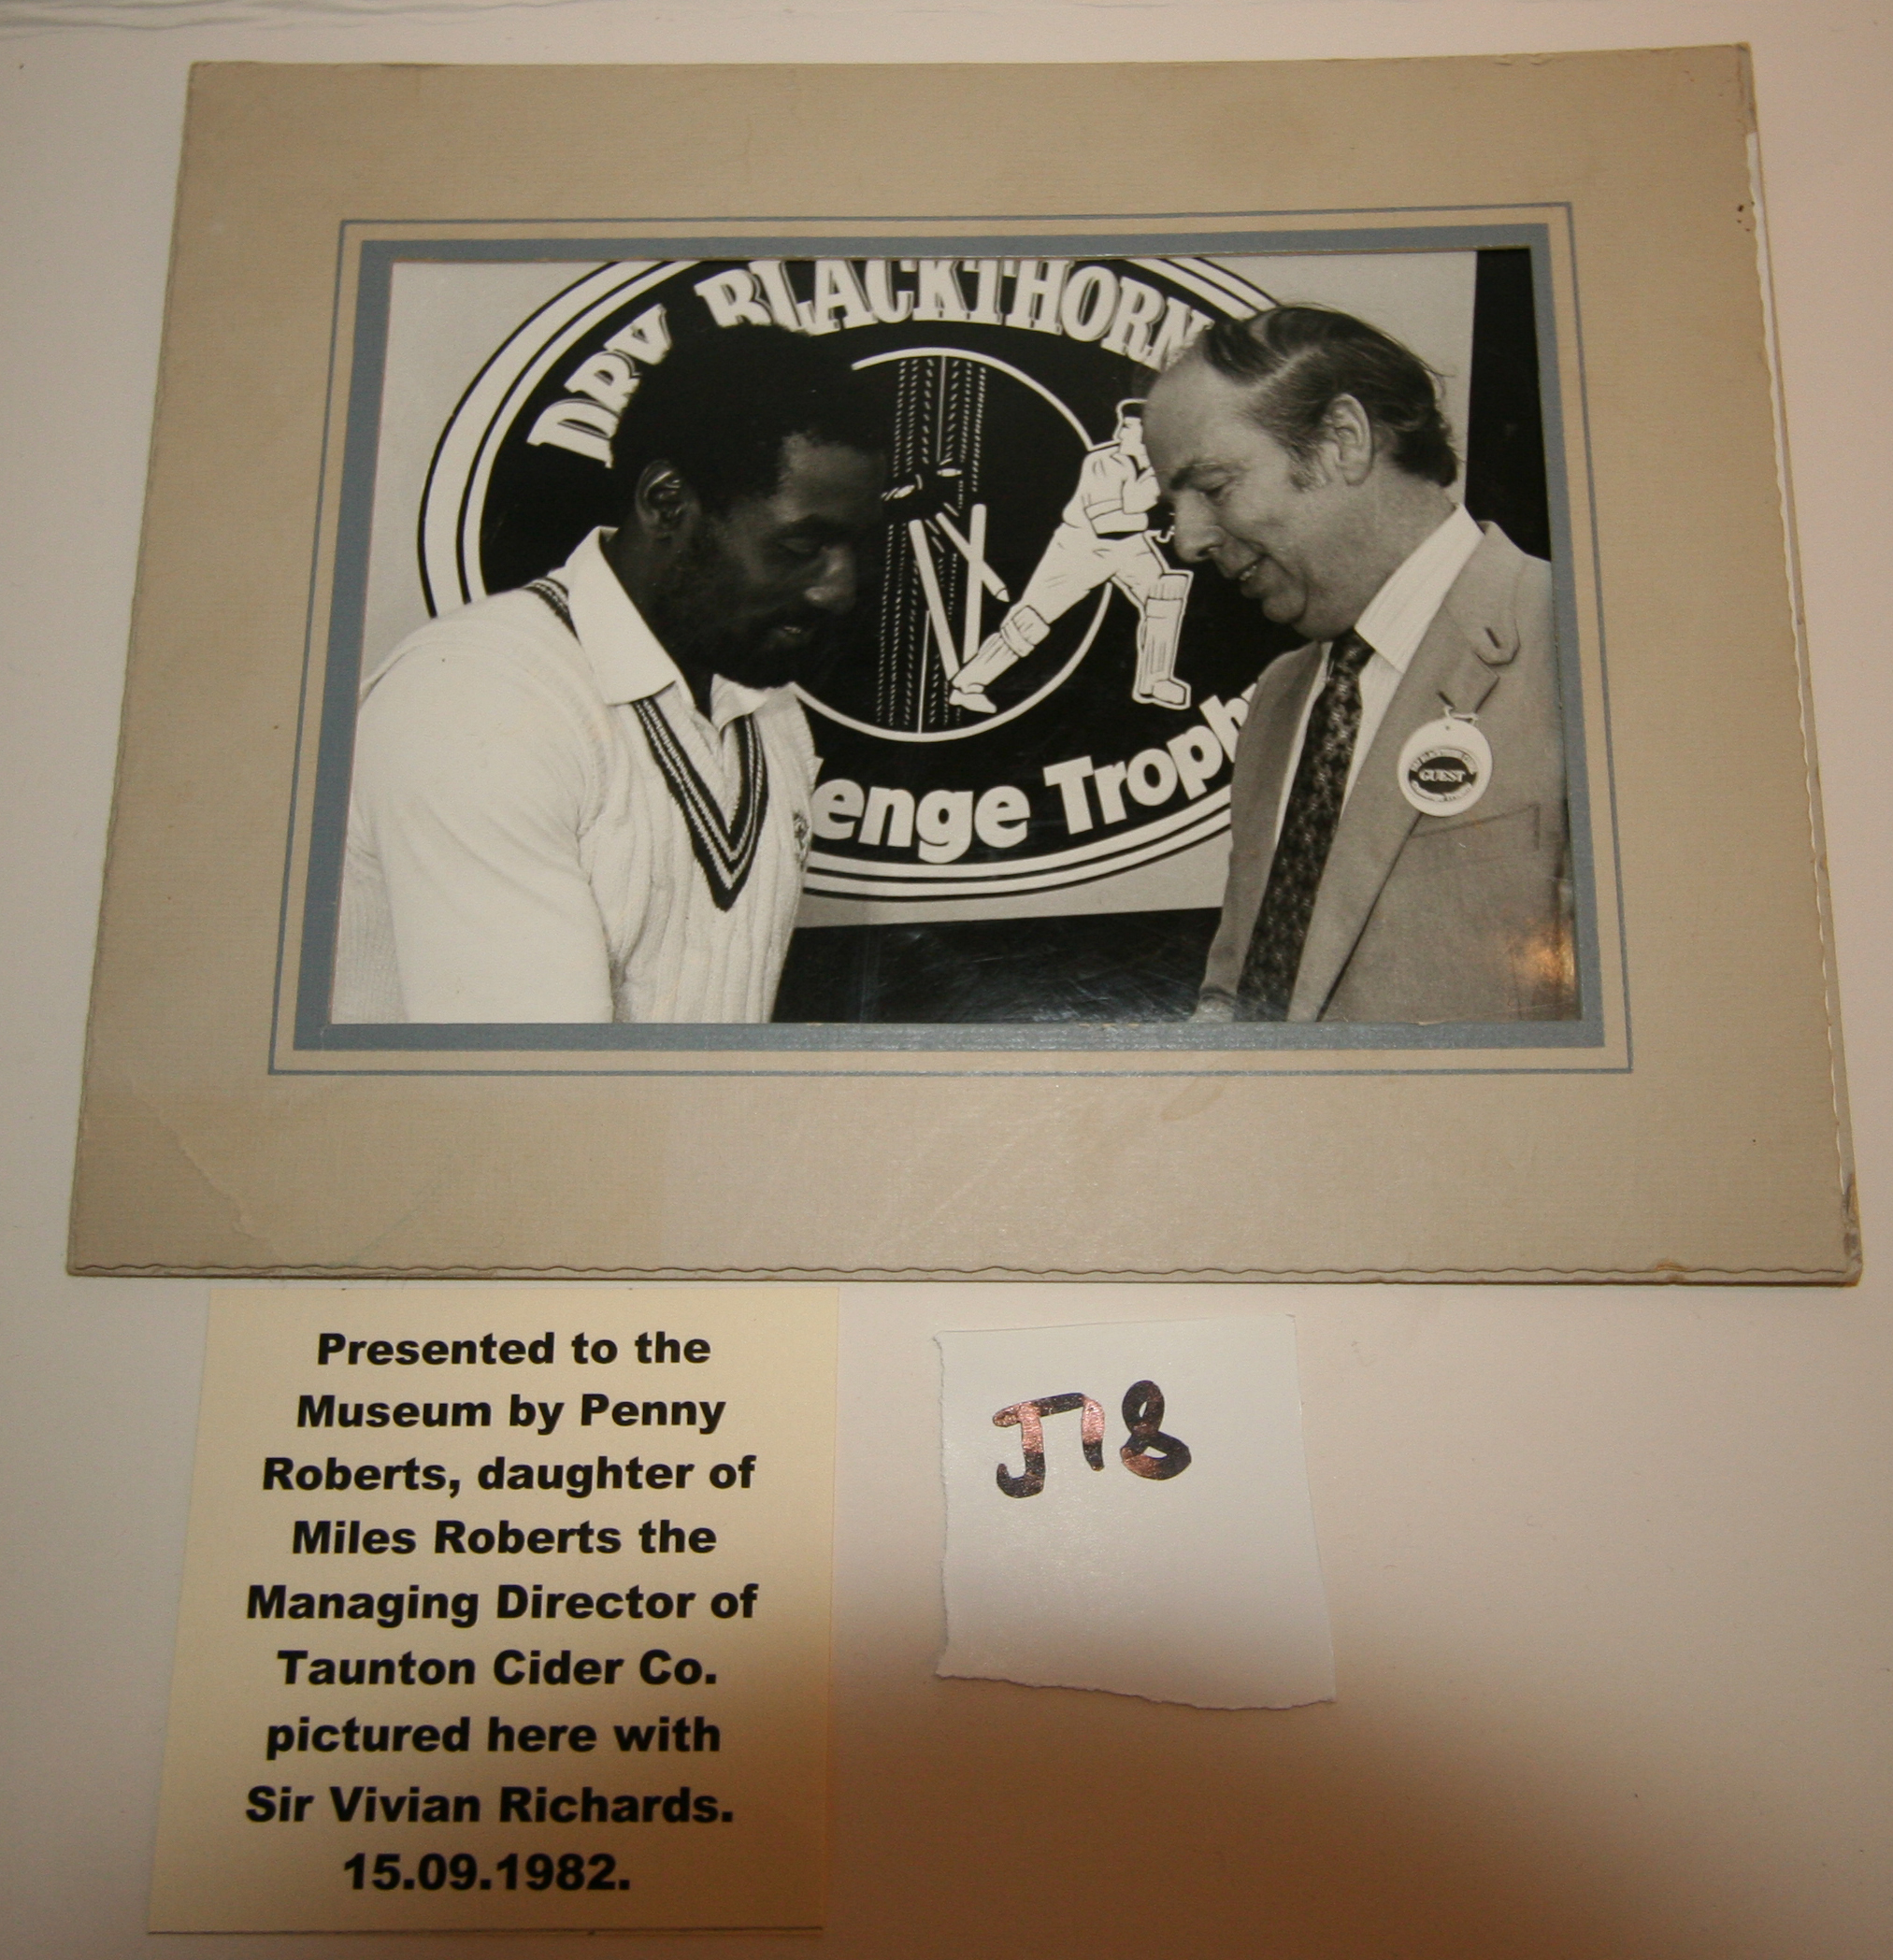 DRY BLACKTHORN
lenge Troph
GUEST
Presented to the
Museum by Penny
Roberts, daughter of
Miles Roberts the
Managing Director of
Taunton Cider Co.
pictured here with
Sir Vivian Richards.
15.09.1982.
J18